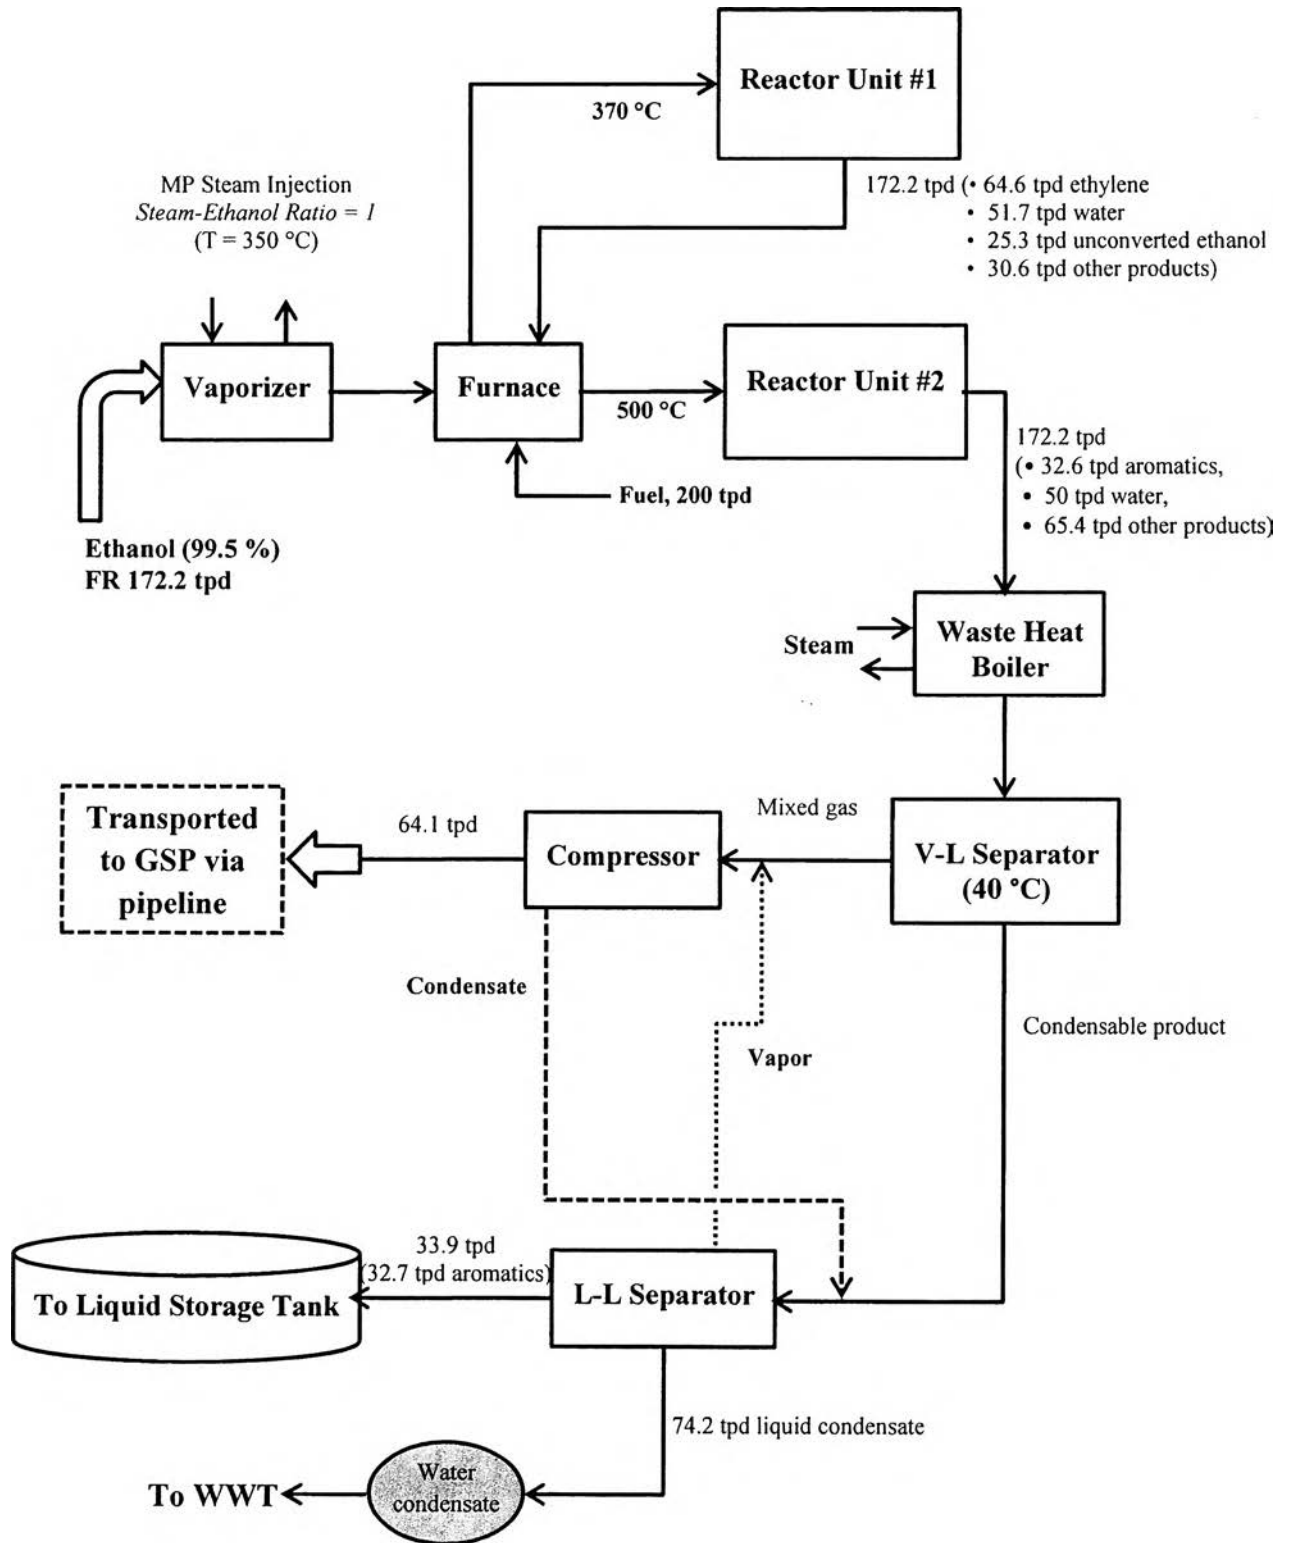 Reactor Unit #1
370 °C
MP Steam Injection
Steam-Ethanol Ratio = 1
(T = 350 °C)
172.2 tpd (• 64.6 tpd ethylene
• 51.7 tpd water
• 25.3 tpd unconverted ethanol
• 30.6 tpd other products)
Vaporizer
Furnace
500 °C
Reactor Unit #2
Fuel, 200 tpd
172.2 tpd
(• 32.6 tpd aromatics,
• 50 tpd water,
• 65.4 tpd other products)
Ethanol (99.5 %)
FR 172.2 tpd
Steam
Waste Heat
Boiler
Transported
to GSP via
pipeline
64.1 tpd
Compressor
Mixed gas
V-L Separator
(40 °C)
Condensate
Vapor
Condensable product
To Liquid Storage Tank
33.9 tpd
(32.7 tpd aromatics)
L-L Separator
74.2 tpd liquid condensate
Water
condensate
To WWT